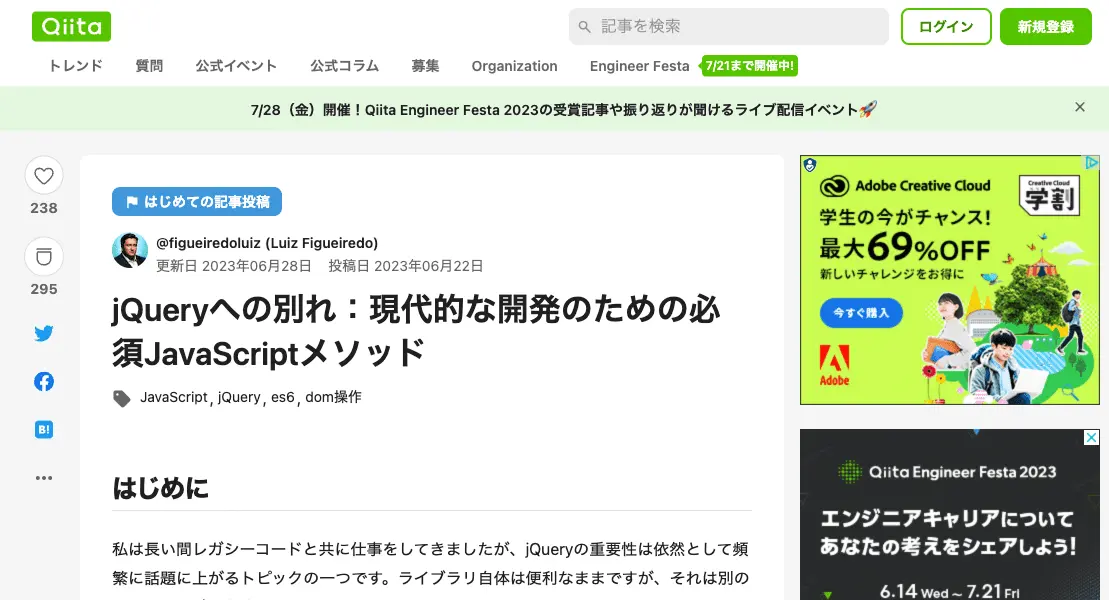 Qiita
記事を検索
ログイン
新規登録
トレンド 質問 公式イベント 公式コラム 募集 Organization Engineer Festa 7/21まで開催中!
7/28（金）開催！Qiita Engineer Festa 2023の受賞記事や振り返りが聞けるライブ配信イベント🚀
238
295
B!
はじめての記事投稿
@figueiredoluiz (Luiz Figueiredo)
更新日 2023年06月28日 投稿日 2023年06月22日
jQueryへの別れ：現代的な開発のための必
須JavaScriptメソッド
JavaScript, jQuery, es6, dom操作
はじめに
私は長い間レガシーコードと共に仕事をしてきましたが、jQueryの重要性は依然として頻
繁に話題に上がるトピックの一つです。ライブラリ自体は便利なままですが、それは別の
Adobe Creative Cloud
Creative Cloud
学割
学生の今がチャンス!
最大69%OFF
新しいチャレンジをお得に
今すぐ購入
Adobe
Qiita Engineer Festa 2023
エンジニアキャリアについて
あなたの考えをシェアしよう!
6.14 Wed ~ 7.21 Fri